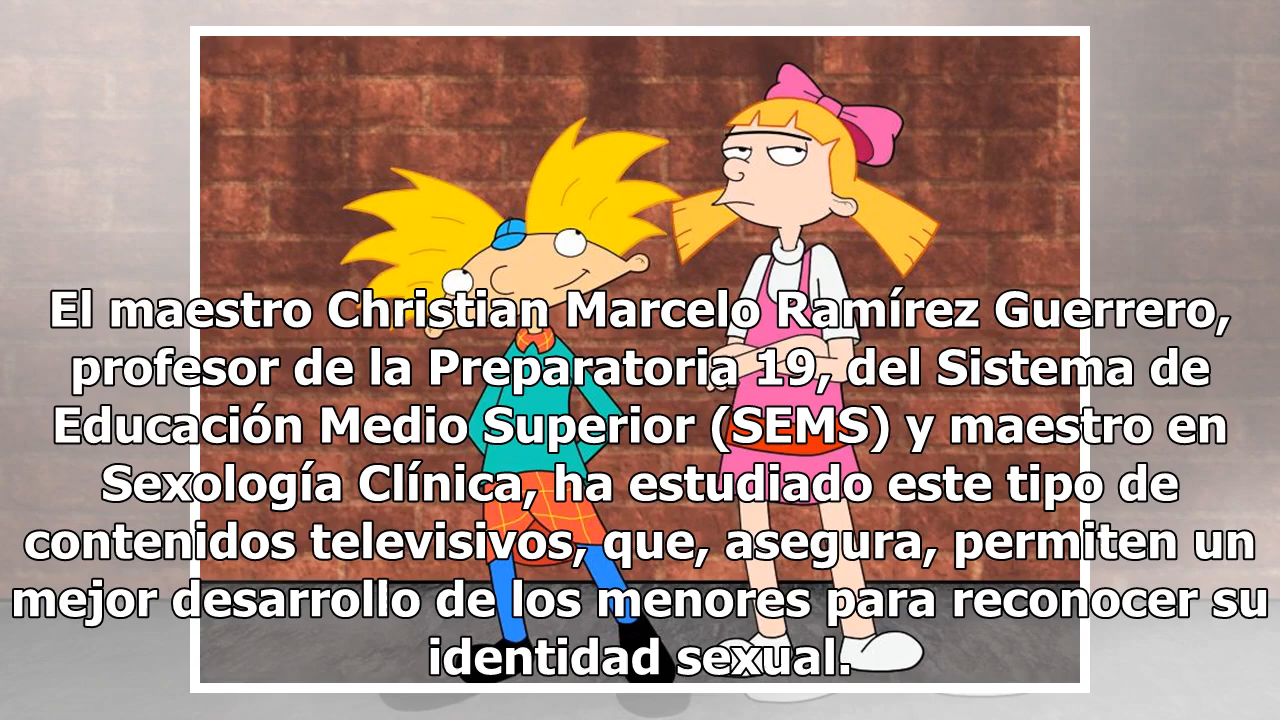 El maestro Christian Marcelo Ramírez Guerrero,
profesor de la Preparatoria 19, del Sistema de
Educación Medio Superior (SEMS) y maestro en
Sexología Clínica, ha estudiado este tipo de
contenidos televisivos, que, asegura, permiten un
mejor desarrollo de los menores para reconocer su
identidad sexual.